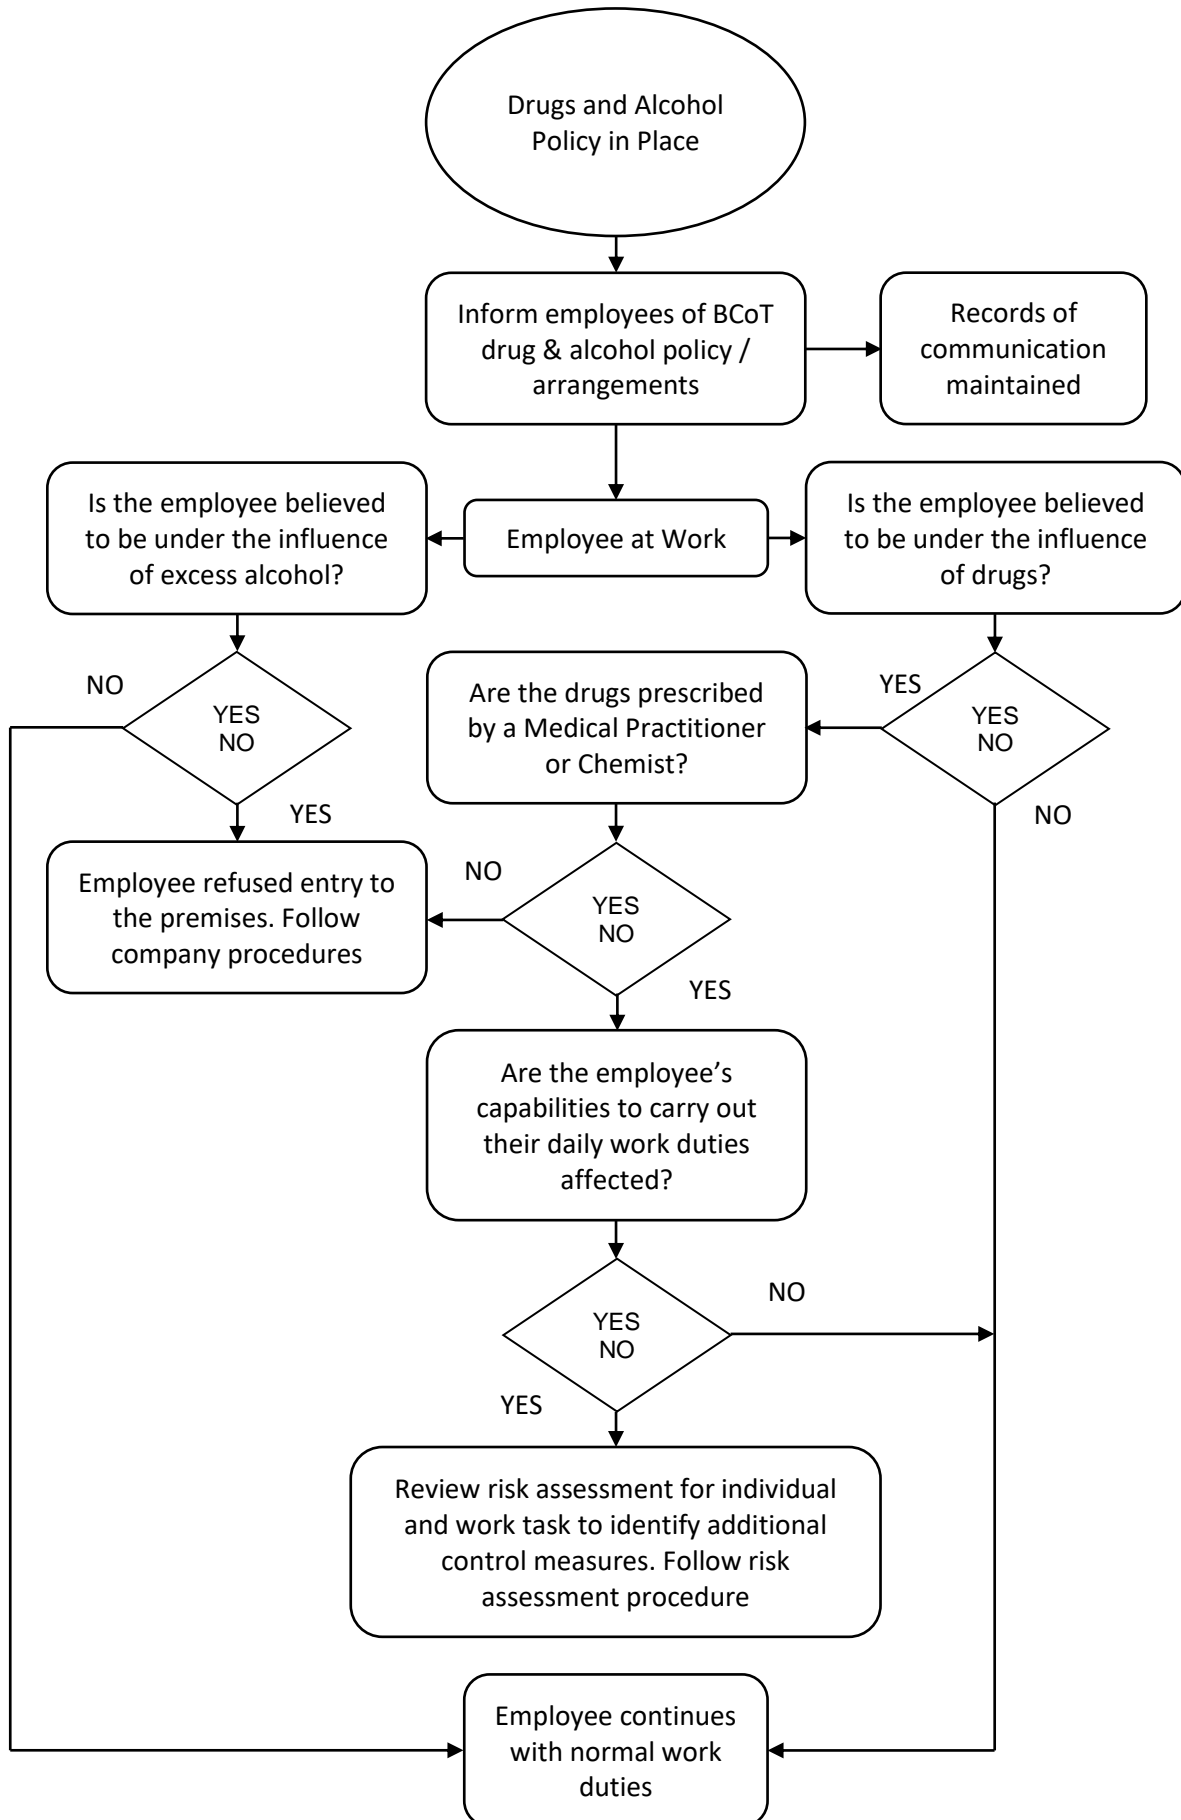 Drugs and Alcohol
Policy in Place
Inform employees of BCoT
drug & alcohol policy /
arrangements
Records of
communication
maintained
Is the employee believed
to be under the influence
of excess alcohol?
Employee at Work
Is the employee believed
to be under the influence
of drugs?
NO
YES
NO
YES
Are the drugs prescribed
by a Medical Practitioner
or Chemist?
YES
YES
NO
NO
Employee refused entry to
the premises. Follow
company procedures
NO
YES
NO
YES
Are the employee’s
capabilities to carry out
their daily work duties
affected?
YES
NO
NO
YES
Review risk assessment for individual
and work task to identify additional
control measures. Follow risk
assessment procedure
Employee continues
with normal work
duties